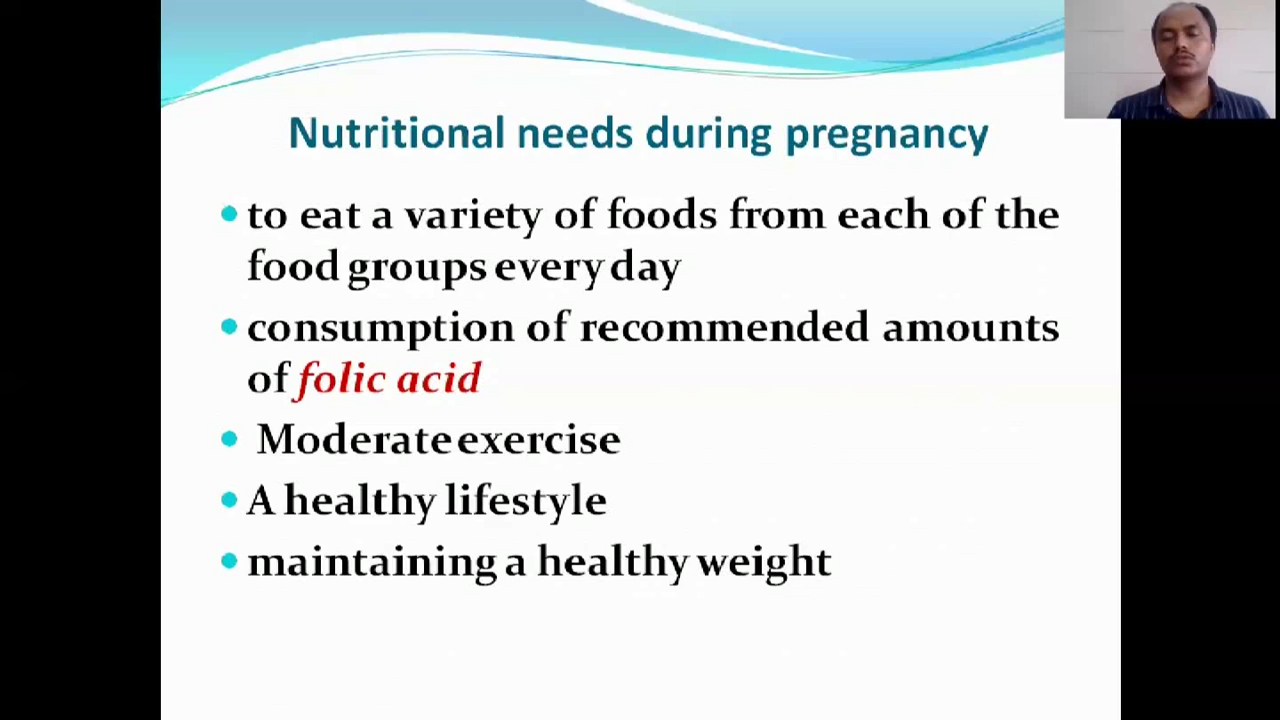 Nutritional needs during pregnancy
• to eat a variety of foods from each of the
food groups every day
• consumption of recommended amounts
of folic acid
• Moderate exercise
• A healthy lifestyle
• maintaining a healthy weight